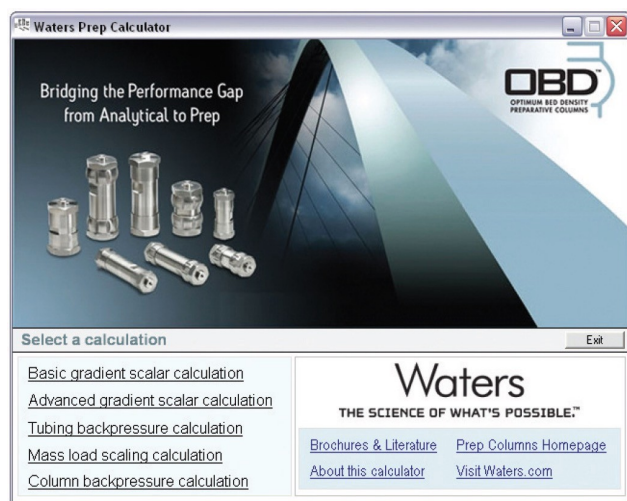 Waters Prep Calculator
Bridging the Performance Gap
from Analytical to Prep
OBD™
OPTIMUM BED DENSITY
PREPARATIVE COLUMNS
Select a calculation
Exit
Basic gradient scalar calculation
Advanced gradient scalar calculation
Tubing backpressure calculation
Mass load scaling calculation
Column backpressure calculation
Waters
THE SCIENCE OF WHAT'S POSSIBLE.™
Brochures & Literature Prep Columns Homepage
About this calculator Visit Waters.com